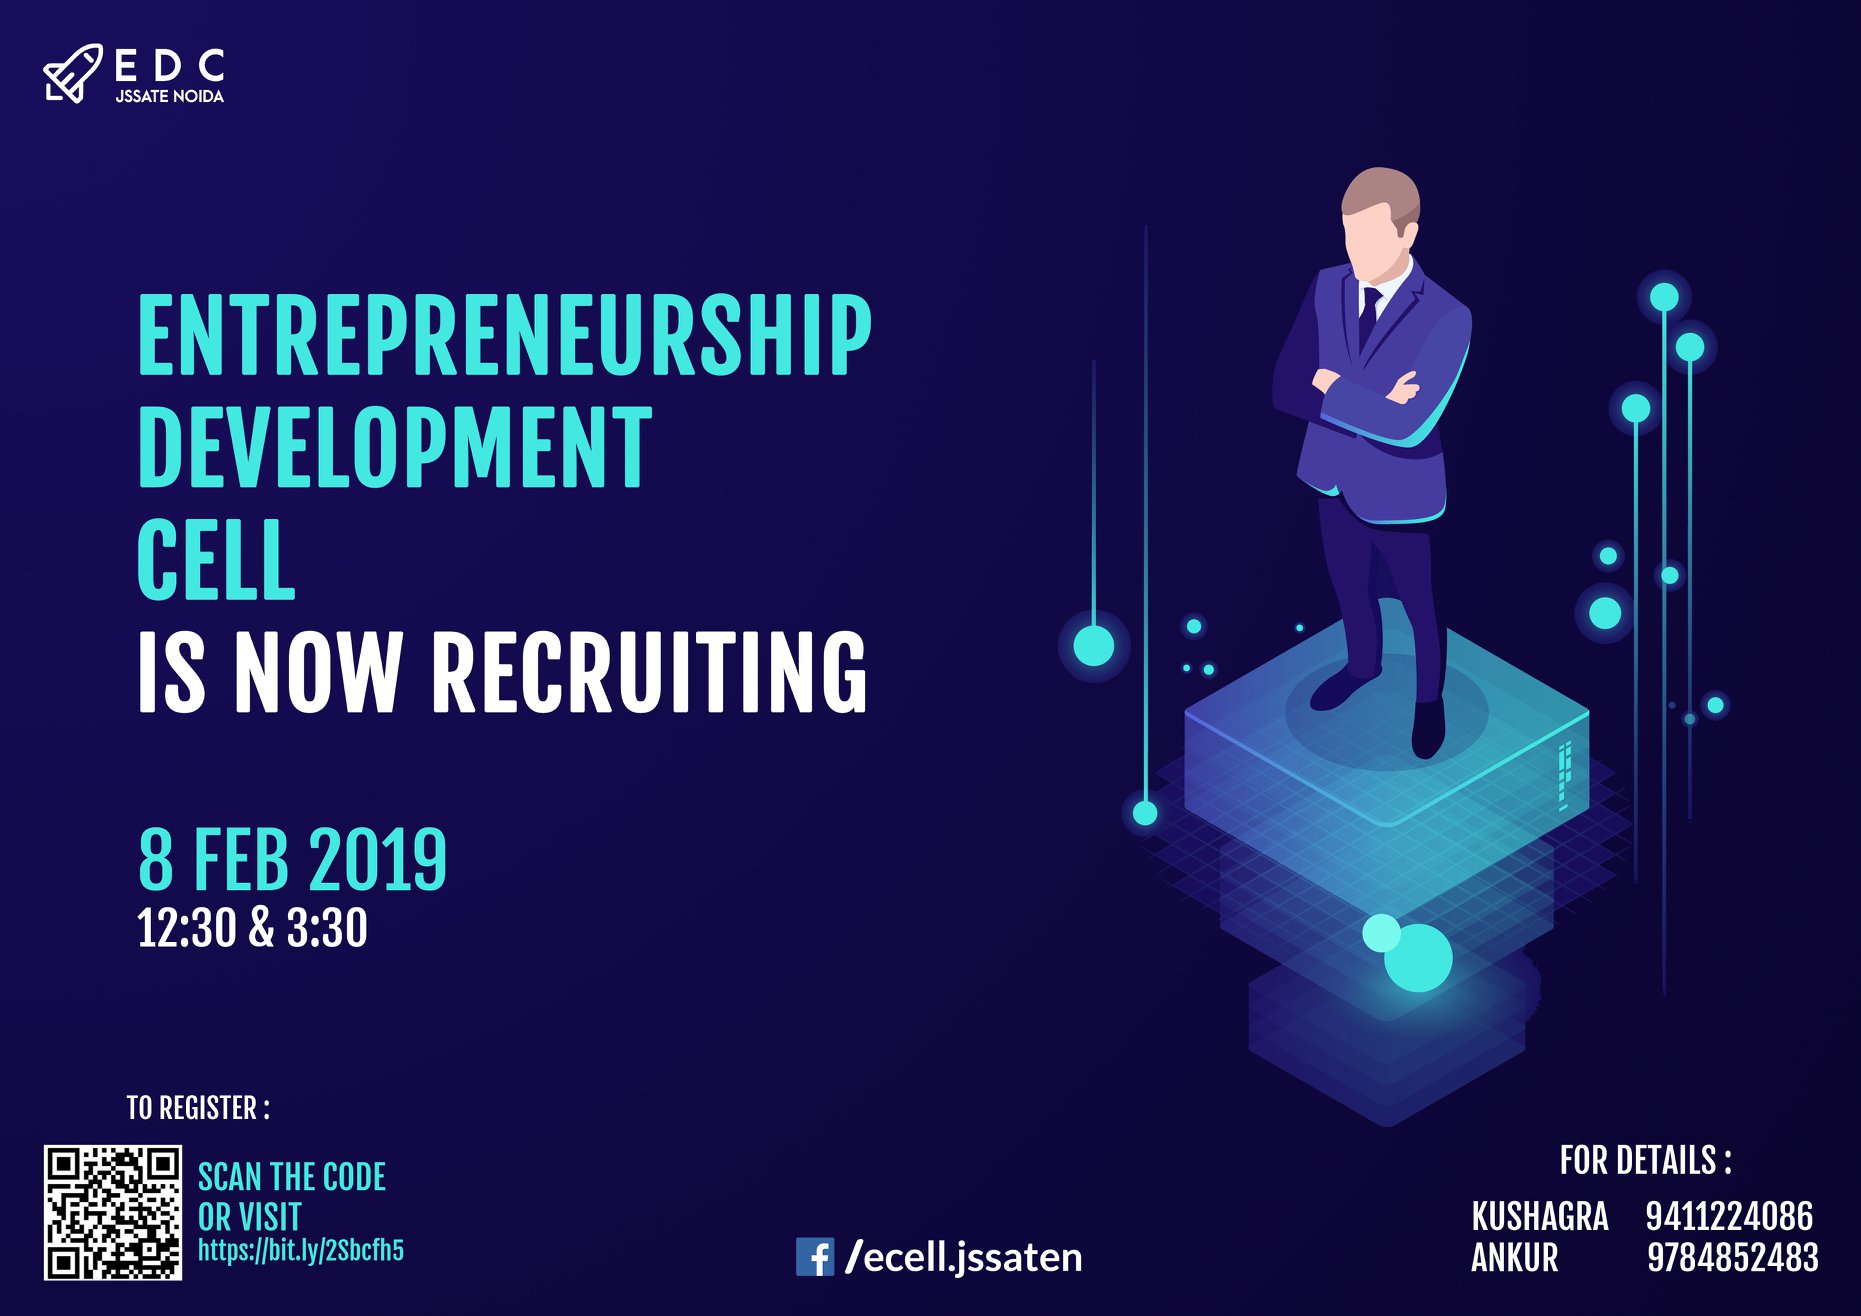 E D C
JSSATE NOIDA
ENTREPRENEURSHIP
DEVELOPMENT
CELL
IS NOW RECRUITING
8 FEB 2019
12:30 & 3:30
TO REGISTER :
SCAN THE CODE
OR VISIT
https://bit.ly/2Sbcfh5
/ecell.jssaten
FOR DETAILS :
KUSHAGRA 9411224086
ANKUR 9784852483